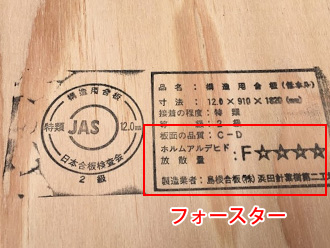 構造用合板
特類 JAS 12.0m
日本合板検査会
2級
品名:構造用合板
寸法:12.0×910×1820(mm)
接着の程度:特類
等級:2級
板面の品質:C-D
ホルムアルデヒド
放散量:F☆☆☆☆
製造業者:島根合板(株)浜田針葉樹第二工
フォースター